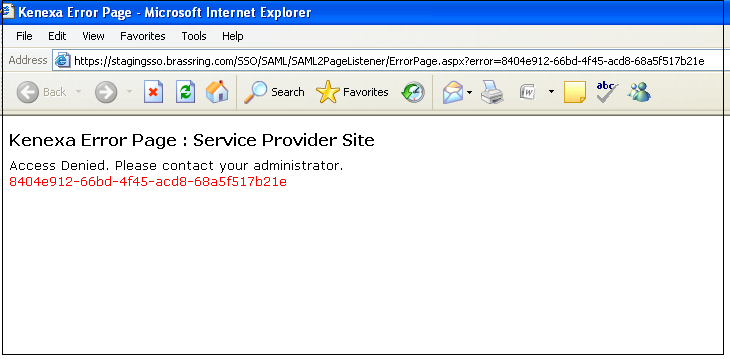 Kenexa Error Page - Microsoft Internet Explorer
File Edit View Favorites Tools Help
Address https://stagingsso.brassring.com/SSO/SAML/SAML2PageListener/ErrorPage.aspx?error=8404e912-66bd-4f45-acd8-68a5f517b21e
Back Search Favorites W abc
Kenexa Error Page : Service Provider Site
Access Denied. Please contact your administrator.
8404e912-66bd-4f45-acd8-68a5f517b21e